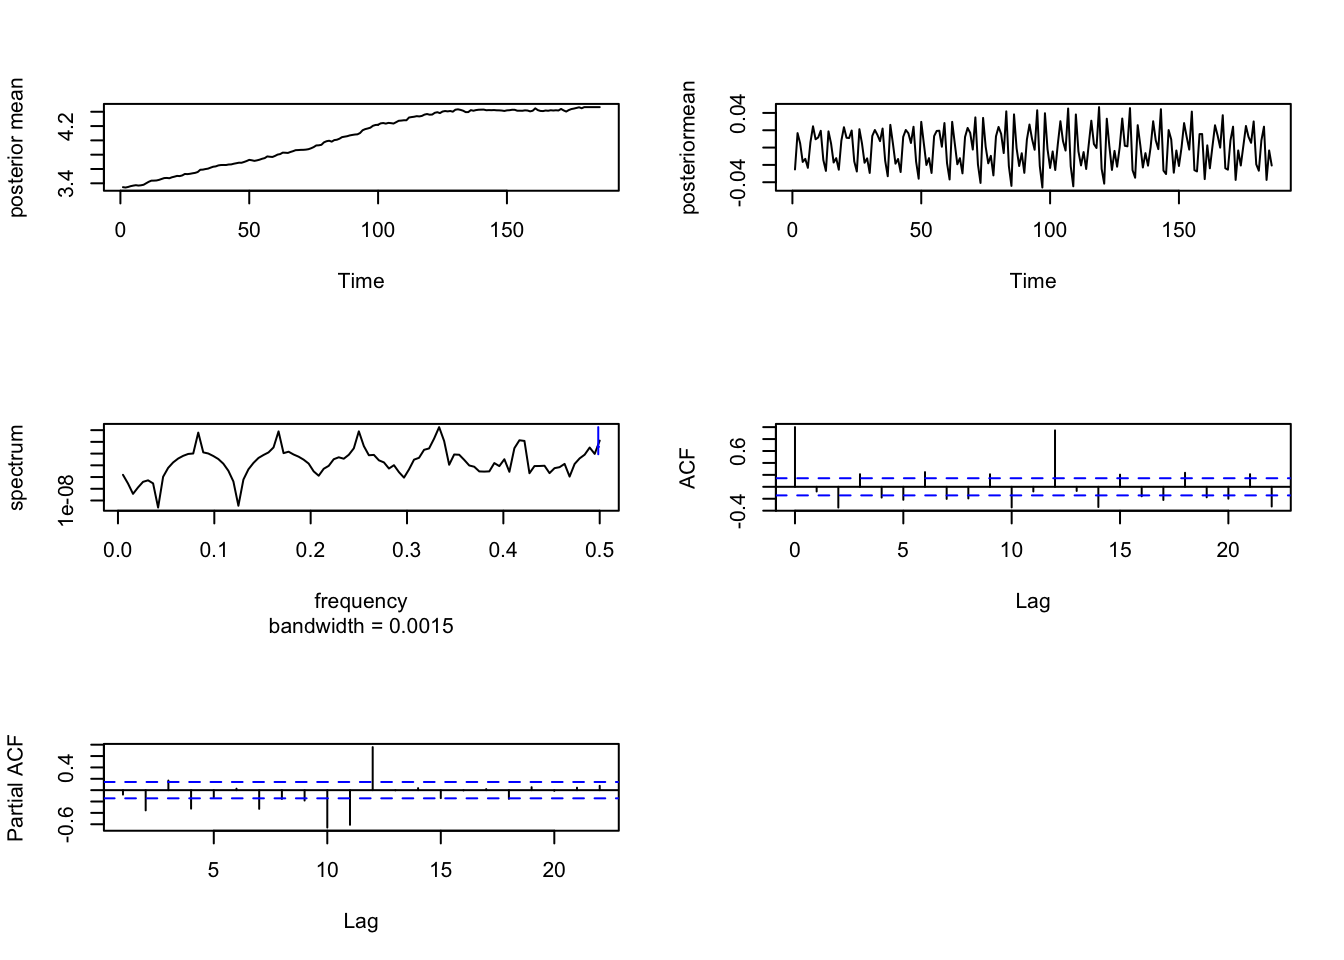 posterior mean
4.2
3.4
0 50 100 150
Time
posteriormean
0.04
-0.04
0 50 100 150
Time
spectrum
1e-08
0.0 0.1 0.2 0.3 0.4 0.5
frequency
bandwidth = 0.0015
ACF
0.6
-0.4
0 5 10 15 20
Lag
Partial ACF
0.4
-0.6
5 10 15 20
Lag